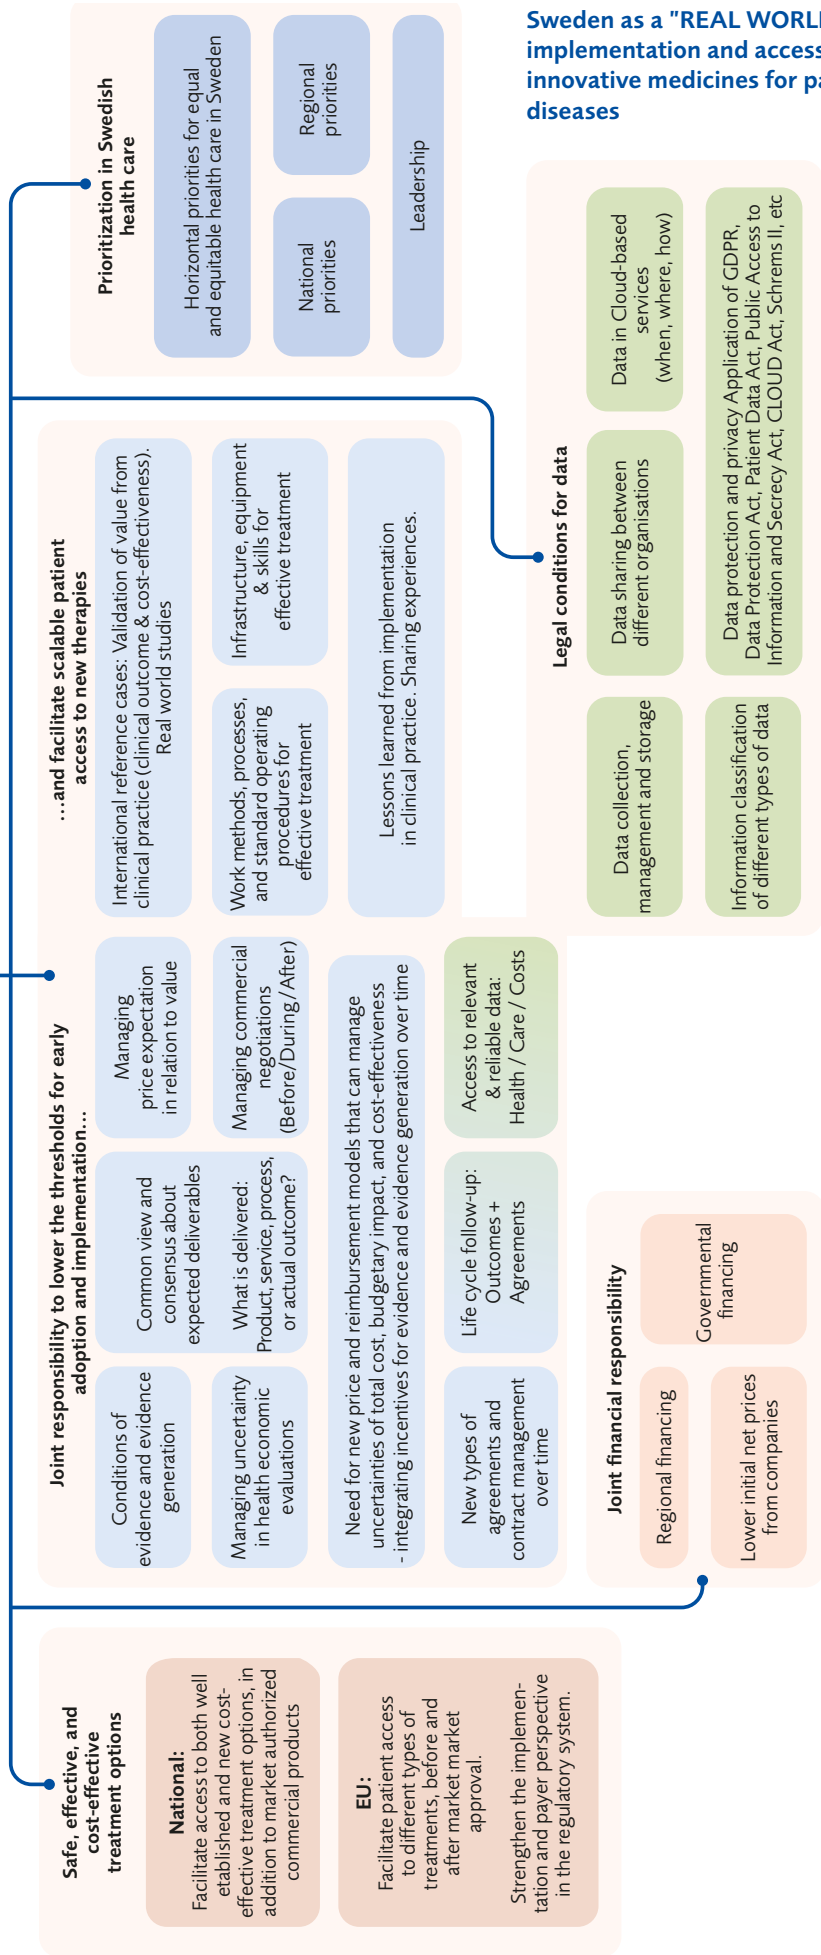 Sweden as a "REAL WORL
implementation and access
innovative medicines for pa
diseases
Safe, effective, and
cost-effective
treatment options
National:
Facilitate access to both well
etablished and new cost-
effective treatment options, in
addition to market authorized
commercial products
EU:
Facilitate patient access
to different types of
treatments, before and
after market market
approval.
Strengthen the implemen-
tation and payer perspective
in the regulatory system.
Joint responsibility to lower the thresholds for early
adoption and implementation...
Conditions of
evidence and evidence
generation
Common view and
consensus about
expected deliverables
What is delivered:
Product, service, process,
or actual outcome?
Managing
price expectation
in relation to value
Managing uncertainty
in health economic
evaluations
Managing commercial
negotiations
(Before/During/After)
Need for new price and reimbursement models that can manage
uncertainties of total cost, budgetary impact, and cost-effectiveness
- integrating incentives for evidence and evidence generation over time
New types of
agreements and
contract management
over time
Life cycle follow-up:
Outcomes +
Agreements
Access to relevant
& reliable data:
Health / Care / Costs
...and facilitate scalable patient
access to new therapies
International reference cases: Validation of value from
clinical practice (clinical outcome & cost-effectiveness).
Real world studies
Work methods, processes,
and standard operating
procedures for
effective treatment
Infrastructure, equipment
& skills for
effective treatment
Lessons learned from implementation
in clinical practice. Sharing experiences.
Prioritization in Swedish
health care
Horizontal priorities for equal
and equitable health care in Sweden
National
priorities
Regional
priorities
Leadership
Joint financial responsibility
Regional financing
Lower initial net prices
from companies
Governmental
financing
Legal conditions for data
Data collection,
management and storage
Data sharing between
different organisations
Data in Cloud-based
services
(when, where, how)
Information classification
of different types of data
Data protection and privacy Application of GDPR,
Data Protection Act, Patient Data Act, Public Access to
Information and Secrecy Act, CLOUD Act, Schrems II, etc